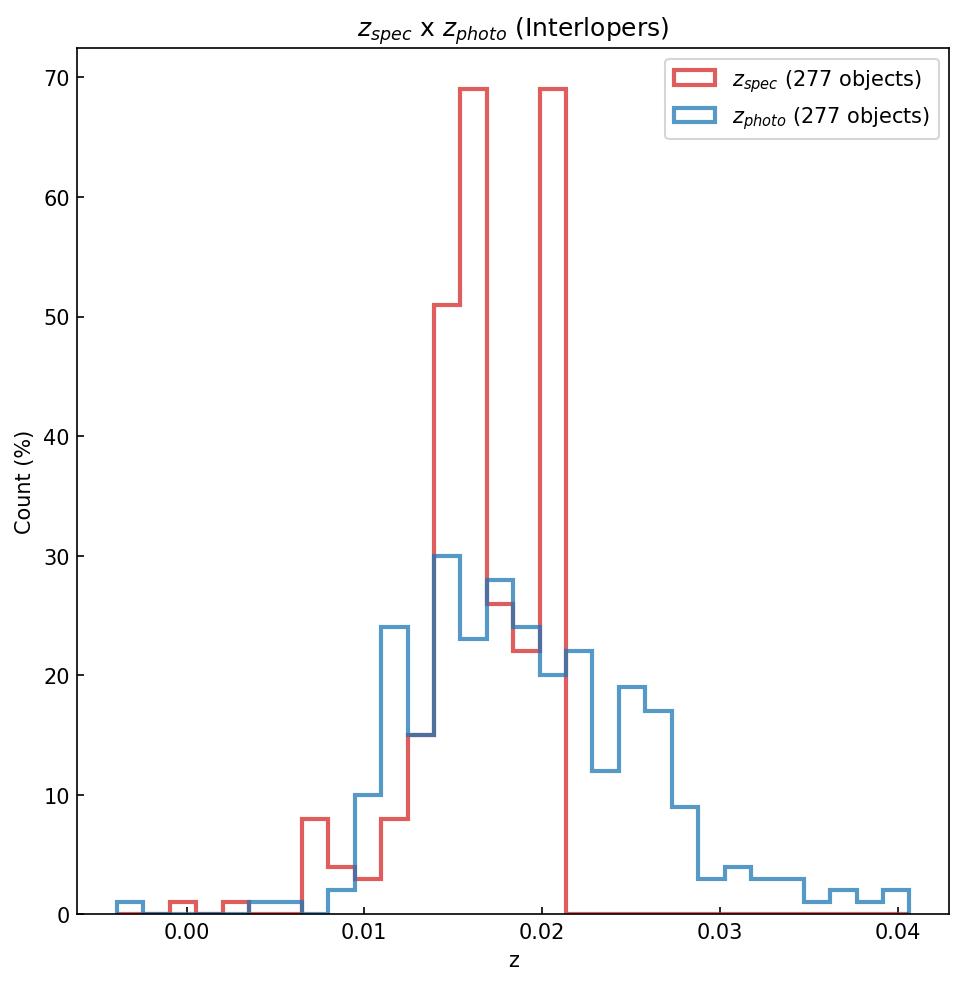 z_spec x z_photo (Interlopers)
z_spec (277 objects)
z_photo (277 objects)
Count (%)
70
60
50
40
30
20
10
0
0.00 0.01 0.02 0.03 0.04
z